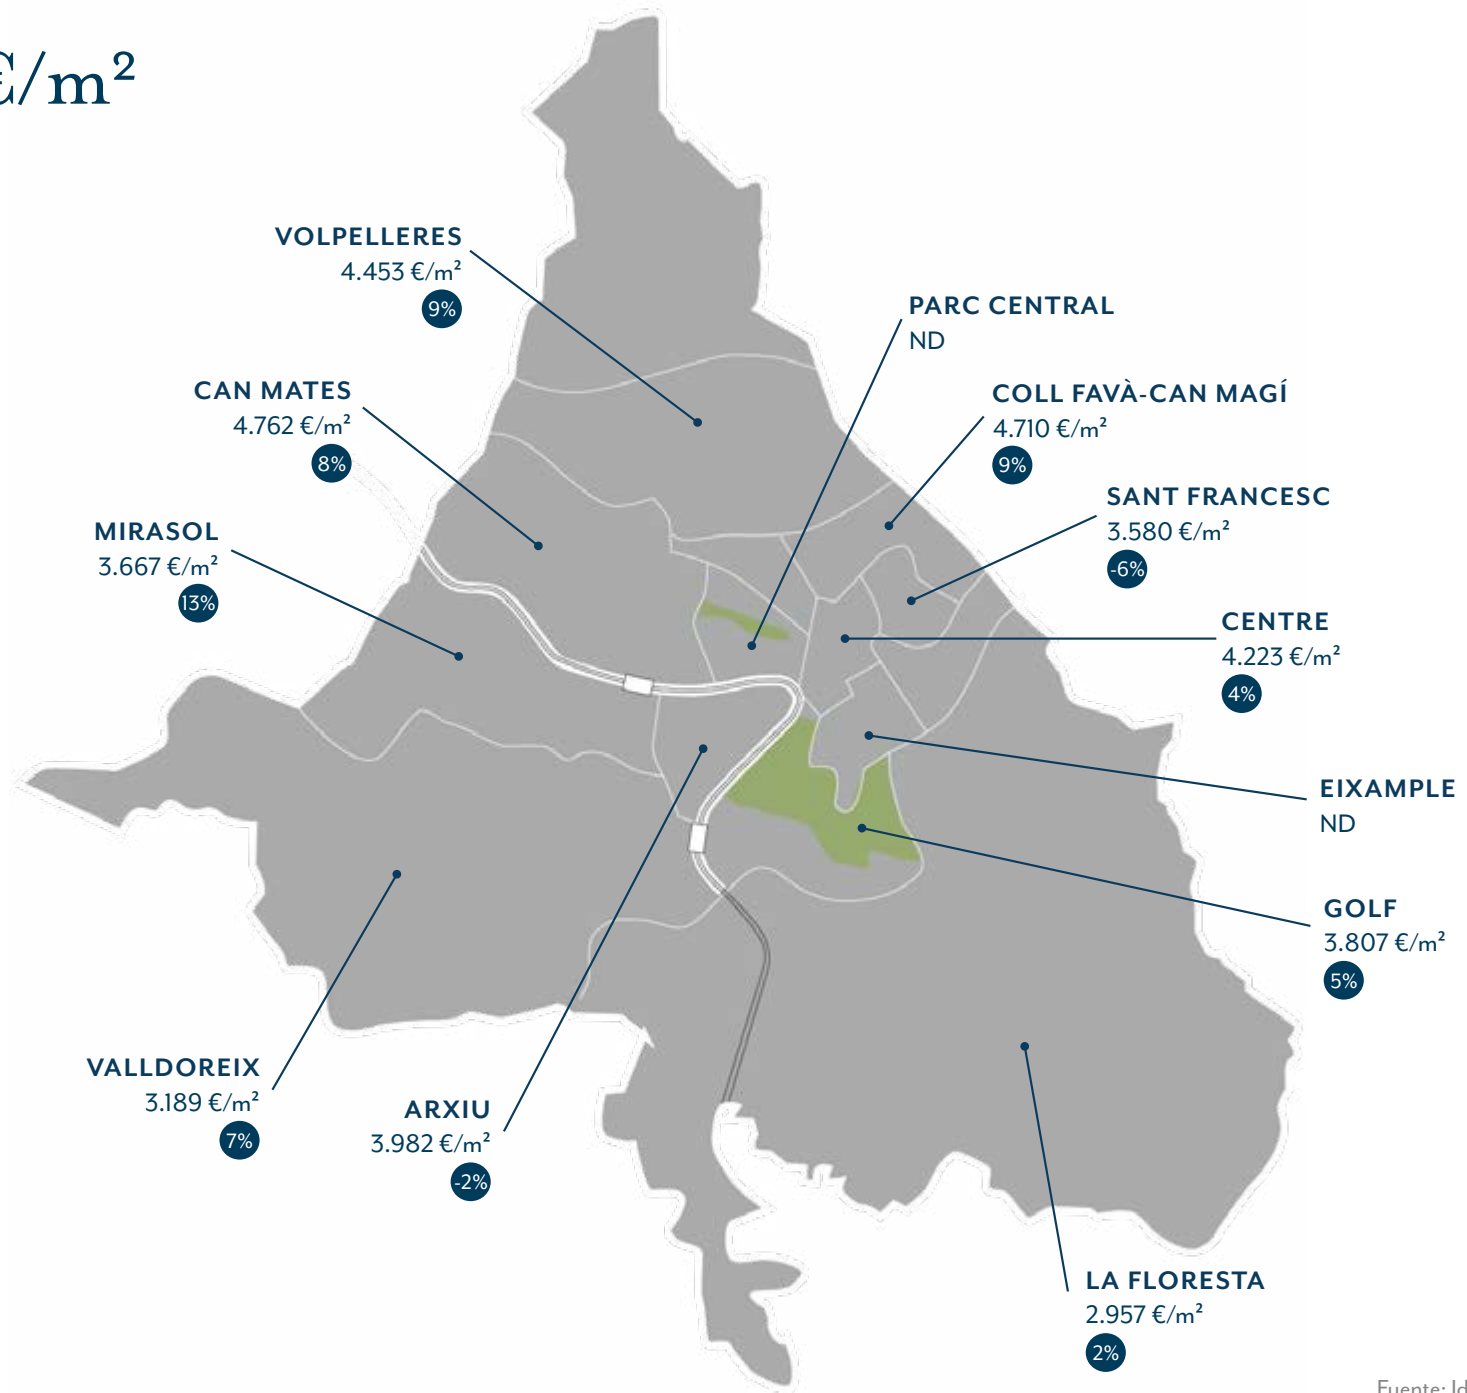 €/m²
VOLPELLERES
4.453 €/m²
9%
PARC CENTRAL
ND
CAN MATES
4.762 €/m²
8%
COLL FAVÀ-CAN MAGÍ
4.710 €/m²
9%
SANT FRANCESC
3.580 €/m²
-6%
MIRASOL
3.667 €/m²
13%
CENTRE
4.223 €/m²
4%
EIXAMPLE
ND
GOLF
3.807 €/m²
5%
VALLDOREIX
3.189 €/m²
7%
ARXIU
3.982 €/m²
-2%
LA FLORESTA
2.957 €/m²
2%
Fuente: